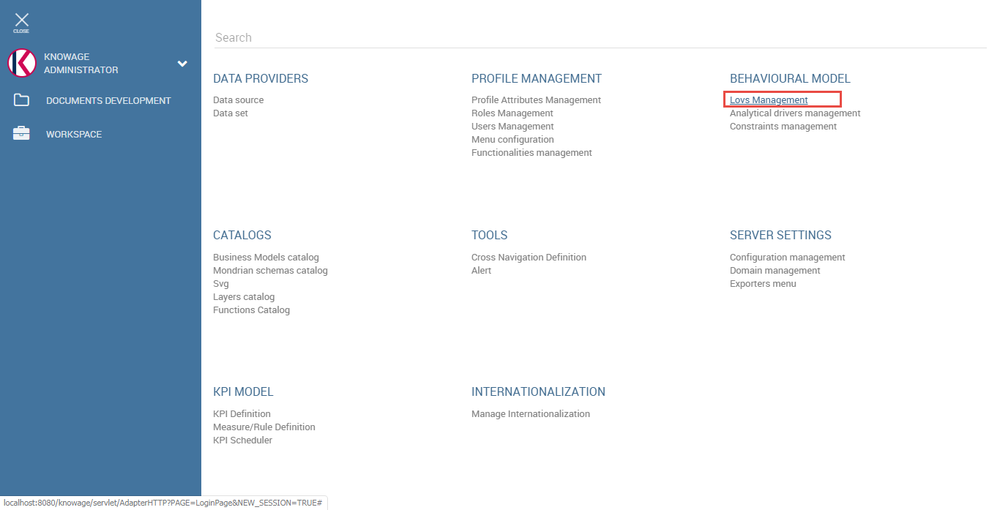 CLOSE
KNOWAGE
ADMINISTRATOR
DOCUMENTS DEVELOPMENT
WORKSPACE
Search
DATA PROVIDERS
Data source
Data set
PROFILE MANAGEMENT
Profile Attributes Management
Roles Management
Users Management
Menu configuration
Functionalities management
BEHAVIOURAL MODEL
Lovs Management
Analytical drivers management
Constraints management
CATALOGS
Business Models catalog
Mondrian schemas catalog
Svg
Layers catalog
Functions Catalog
TOOLS
Cross Navigation Definition
Alert
SERVER SETTINGS
Configuration management
Domain management
Exporters menu
KPI MODEL
KPI Definition
Measure/Rule Definition
KPI Scheduler
INTERNATIONALIZATION
Manage Internationalization
localhost:8080/knowage/servlet/AdapterHTTP?PAGE=LoginPage&NEW_SESSION=TRUE#